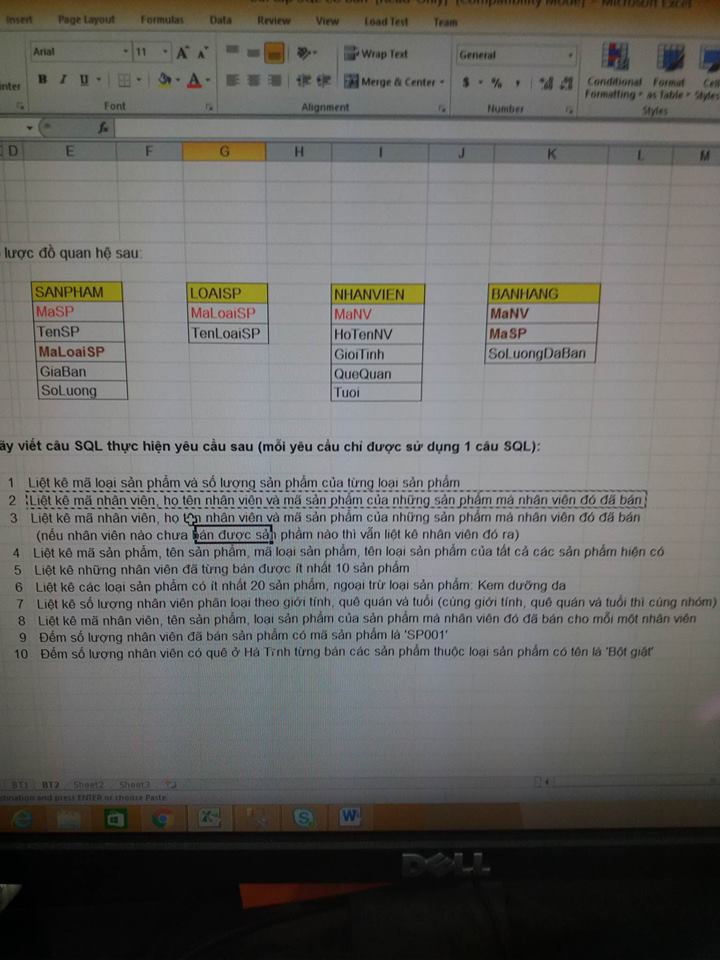 Insert Page Layout Formulas Data Review View Load Test Team
Arial 11 A A Wrap Text General
B I U A Merge & Center $ % , Conditional Formatting Format as Table Styles
Font Alignment Number Styles
fx
D E F G H I J K L M
lược đồ quan hệ sau:
SANPHAM LOAISP NHANVIEN BANHANG
MaSP MaLoaiSP MaNV MaNV
TenSP TenLoaiSP HoTenNV MaSP
MaLoaiSP GioiTinh SoLuongDaBan
GiaBan QueQuan
SoLuong Tuoi
ãy viết câu SQL thực hiện yêu cầu sau (mỗi yêu cầu chỉ được sử dụng 1 câu SQL):
1 Liệt kê mã loại sản phẩm và số lượng sản phẩm của từng loại sản phẩm
2 Liệt kê mã nhân viên, họ tên nhân viên và mã sản phẩm của những sản phẩm mà nhân viên đó đã bán
3 Liệt kê mã nhân viên, họ tên nhân viên và mã sản phẩm của những sản phẩm mà nhân viên đó đã bán
(nếu nhân viên nào chưa bán được sản phẩm nào thì vẫn liệt kê nhân viên đó ra)
4 Liệt kê mã sản phẩm, tên sản phẩm, mã loại sản phẩm, tên loại sản phẩm của tất cả các sản phẩm hiện có
5 Liệt kê những nhân viên đã từng bán được ít nhất 10 sản phẩm
6 Liệt kê các loại sản phẩm có ít nhất 20 sản phẩm, ngoại trừ loại sản phẩm: Kem dưỡng da
7 Liệt kê số lượng nhân viên phân loại theo giới tính, quê quán và tuổi (cùng giới tính, quê quán và tuổi thì cùng nhóm)
8 Liệt kê mã nhân viên, tên sản phẩm, loại sản phẩm của sản phẩm mà nhân viên đó đã bán cho mỗi một nhân viên
9 Đếm số lượng nhân viên đã bán sản phẩm có mã sản phẩm là 'SP001'
10 Đếm số lượng nhân viên có quê ở Hà Tĩnh từng bán các sản phẩm thuộc loại sản phẩm có tên là 'Bột giặt'
BT1 BT2 Sheet2 Sheet3
stination and press ENTER or choose Paste
DELL